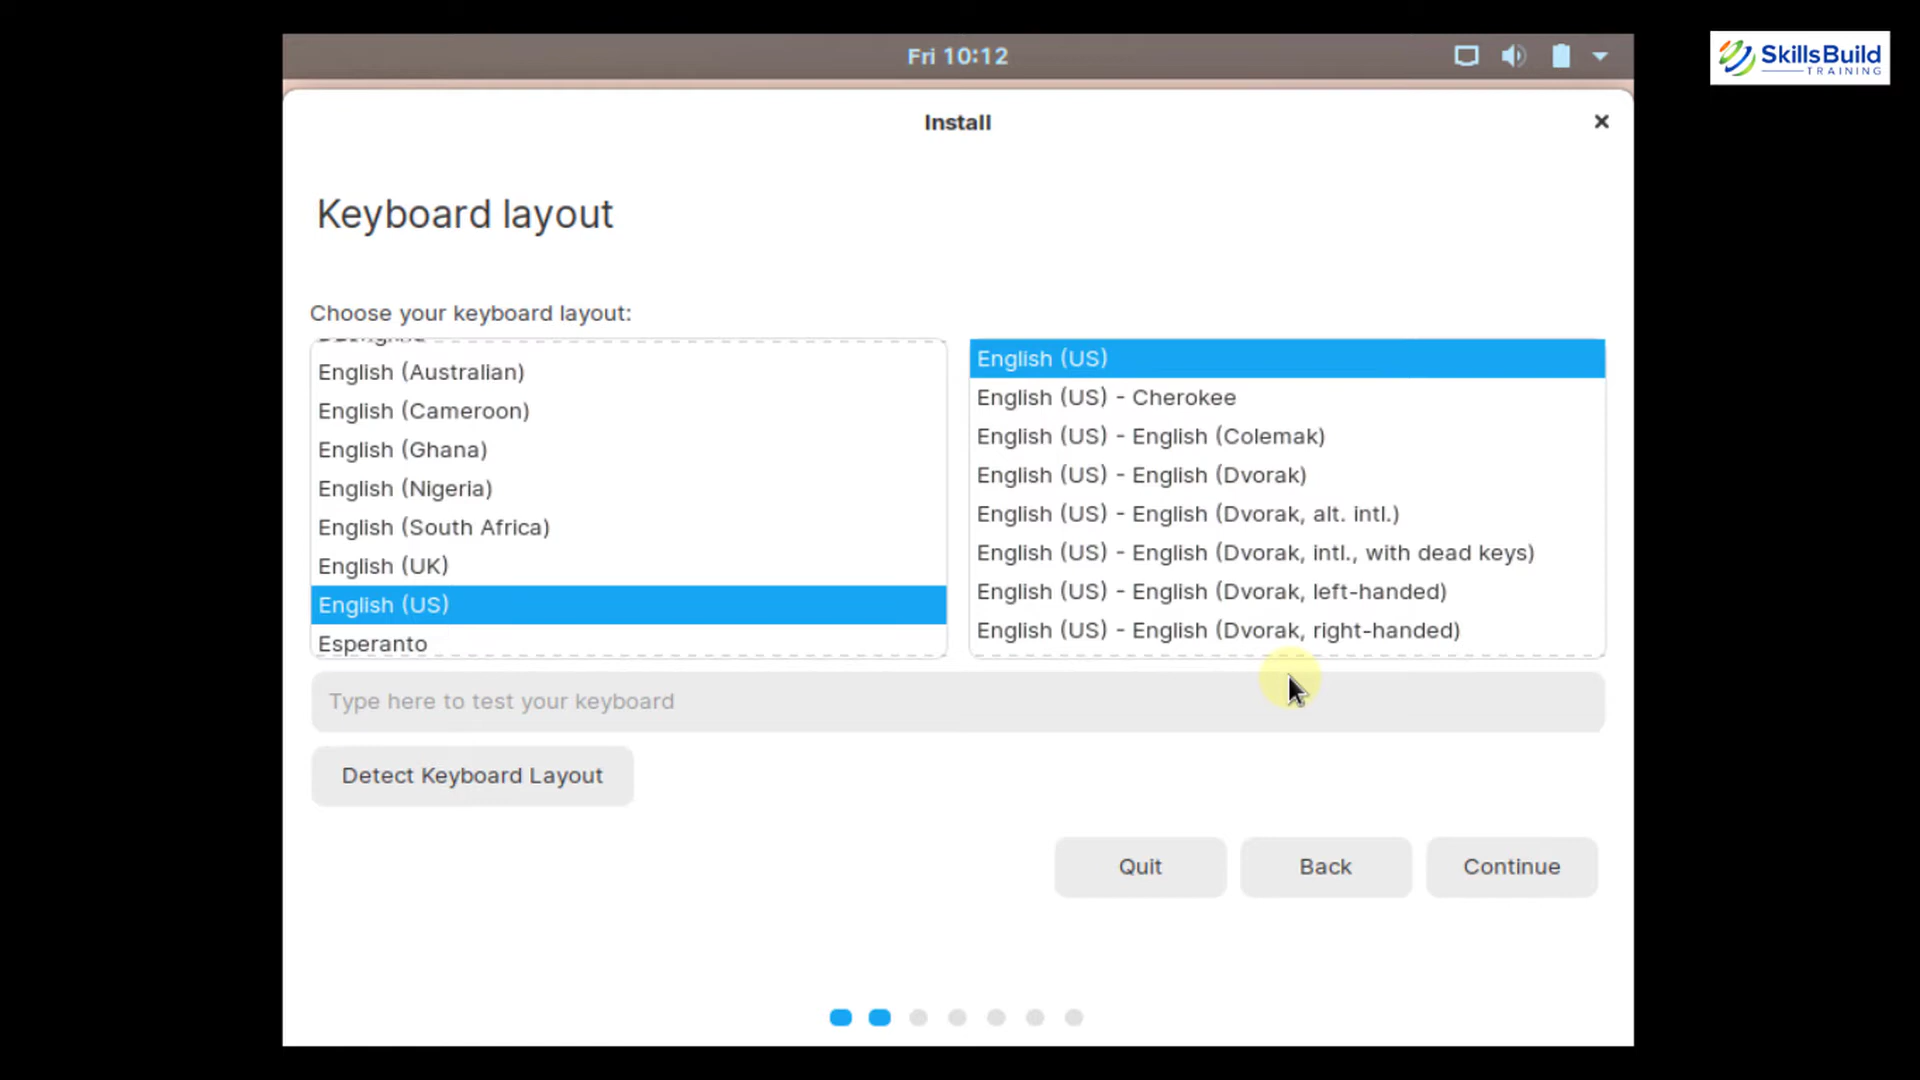 Fri 10:12
SkillsBuild
TRAINING
Install
Keyboard layout
Choose your keyboard layout:
English (Australian)
English (Cameroon)
English (Ghana)
English (Nigeria)
English (South Africa)
English (UK)
English (US)
Esperanto
English (US)
English (US) - Cherokee
English (US) - English (Colemak)
English (US) - English (Dvorak)
English (US) - English (Dvorak, alt. intl.)
English (US) - English (Dvorak, intl., with dead keys)
English (US) - English (Dvorak, left-handed)
English (US) - English (Dvorak, right-handed)
Type here to test your keyboard
Detect Keyboard Layout
Quit
Back
Continue